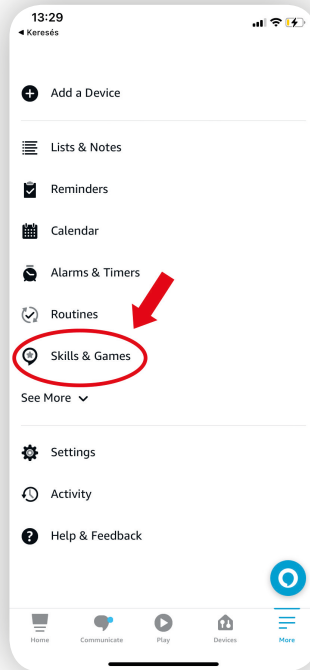 13:29
◀ Keresés
Add a Device
Lists & Notes
Reminders
Calendar
Alarms & Timers
Routines
Skills & Games
See More
Settings
Activity
Help & Feedback
Home Communicate Play Devices More